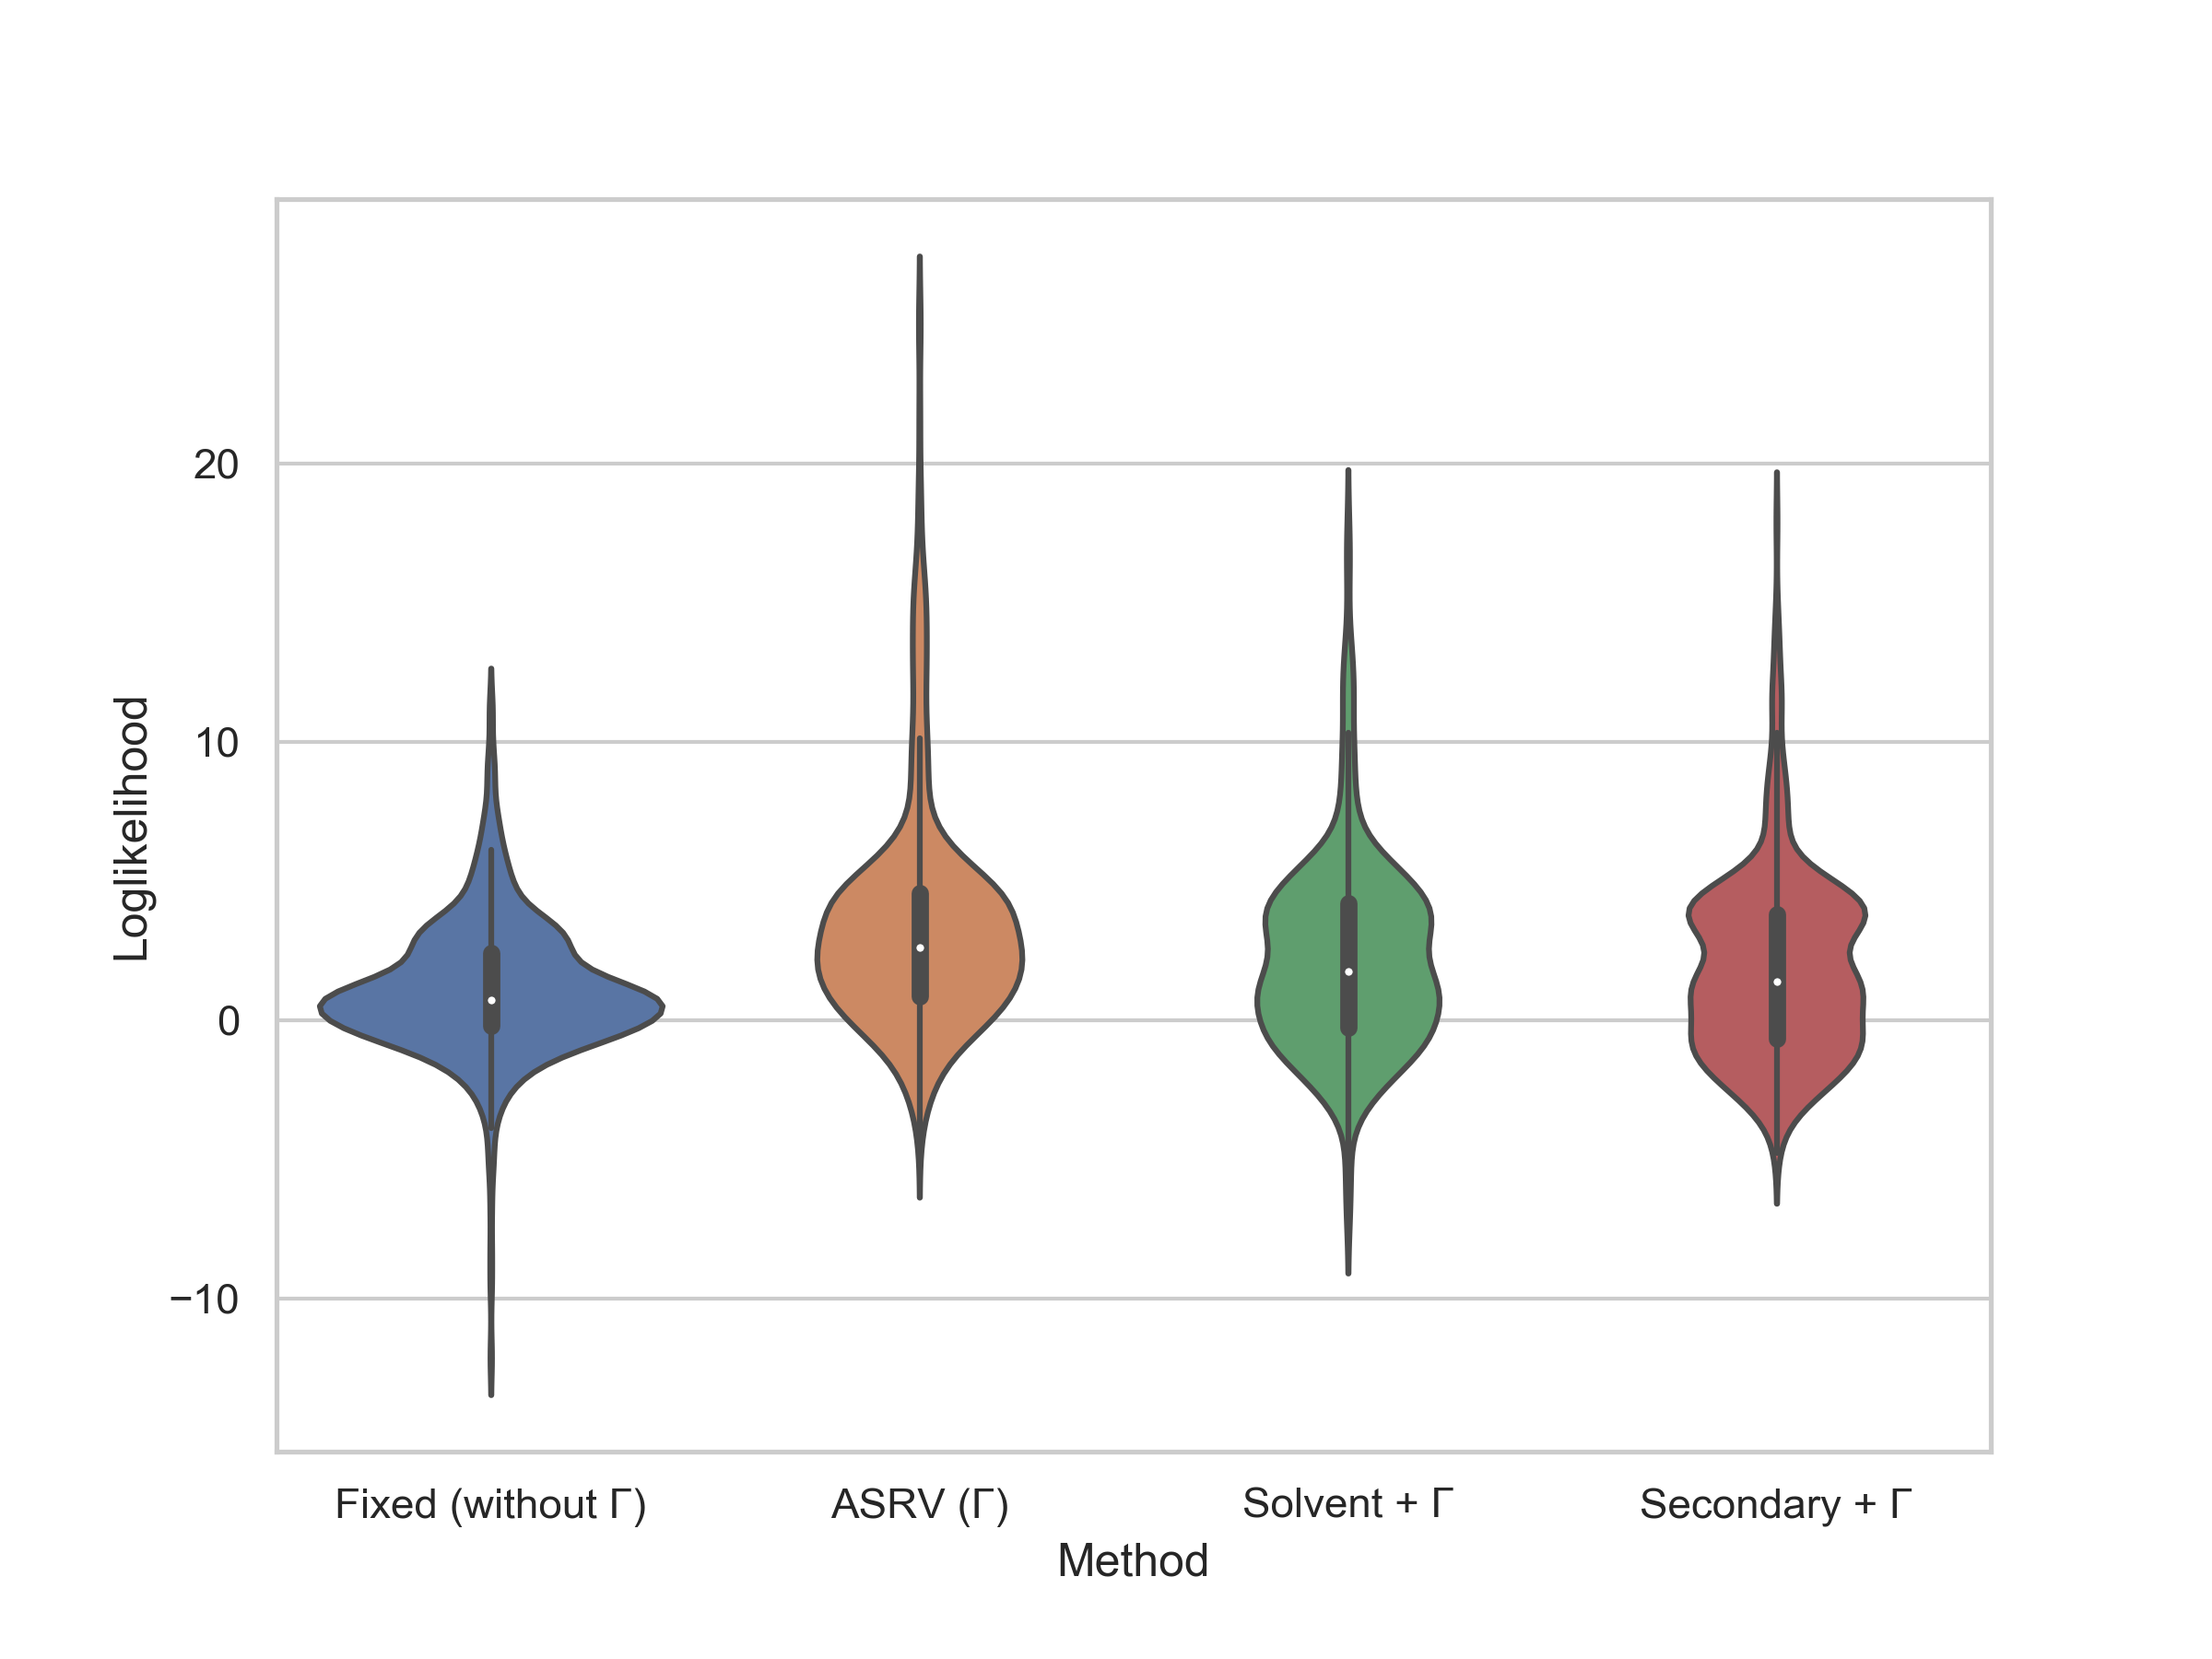 Loglikelihood
20
10
0
−10
Fixed (without Γ)
ASRV (Γ)
Solvent + Γ
Secondary + Γ
Method